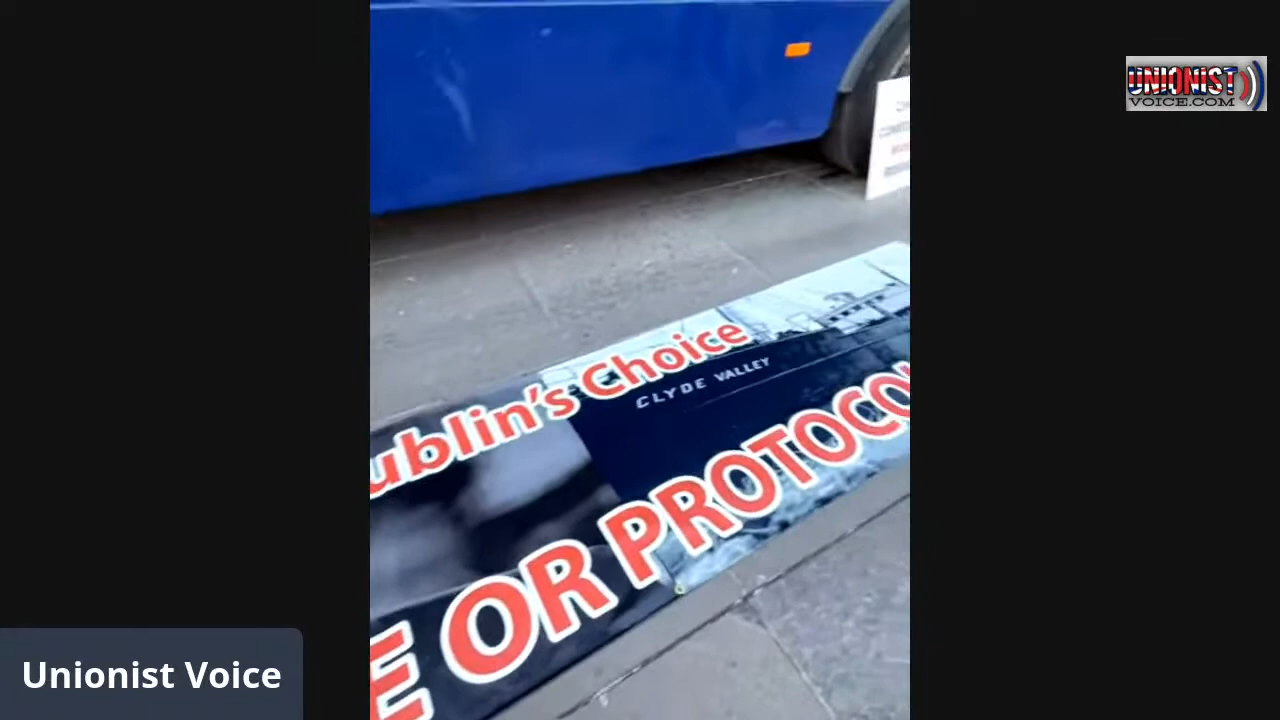 UNIONIST
VOICE.COM
ublin's Choice
CLYDE VALLEY
E OR PROTOCO
Unionist Voice